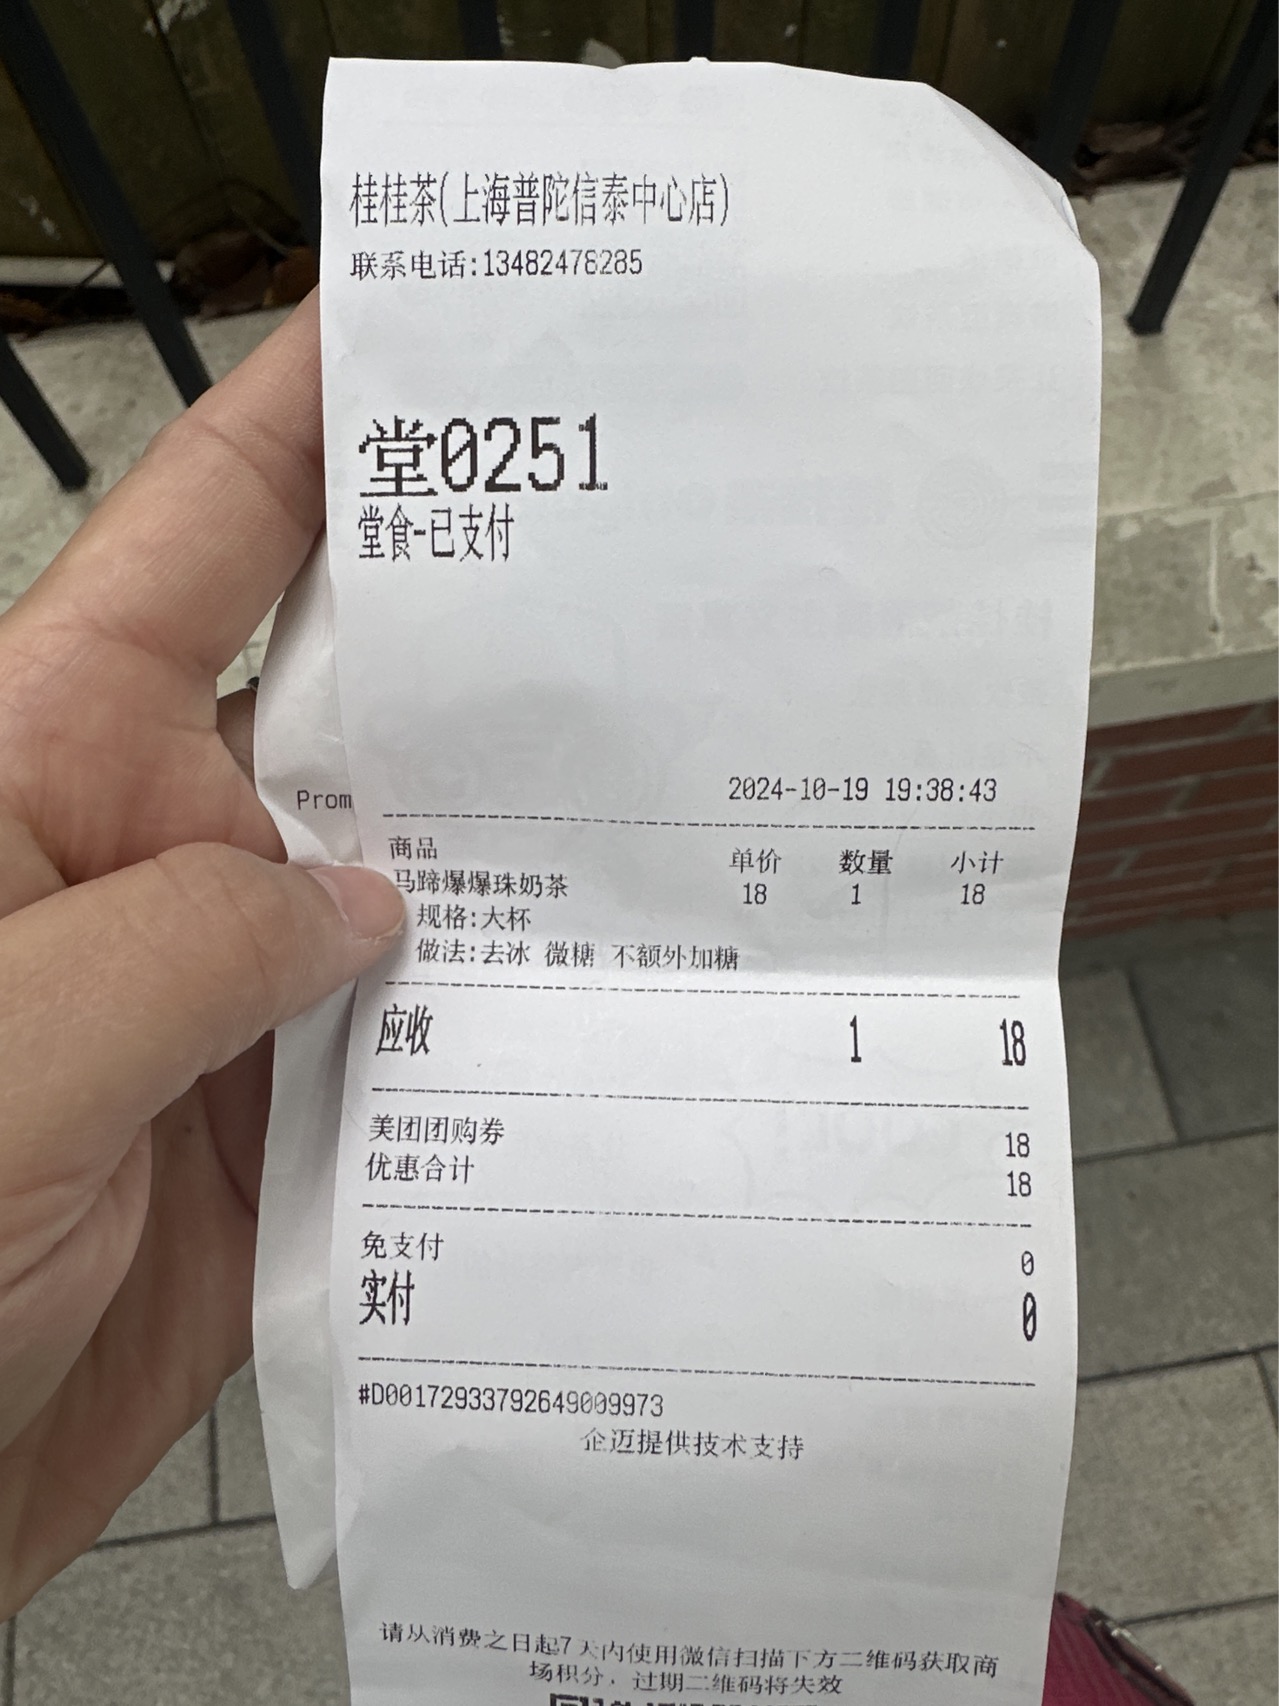 桂桂茶(上海普陀信泰中心店)
联系电话:13482478285
堂0251
堂食-已支付
2024-10-19 19:38:43
Prom
商品 单价 数量 小计
马蹄爆爆珠奶茶 18 1 18
规格:大杯
做法:去冰 微糖 不额外加糖
应收 1 18
美团团购券 18
优惠合计 18
免支付 0
实付 0
#D00172933792649009973
企迈提供技术支持
请从消费之日起7天内使用微信扫描下方二维码获取商
场积分，过期二维码将失效